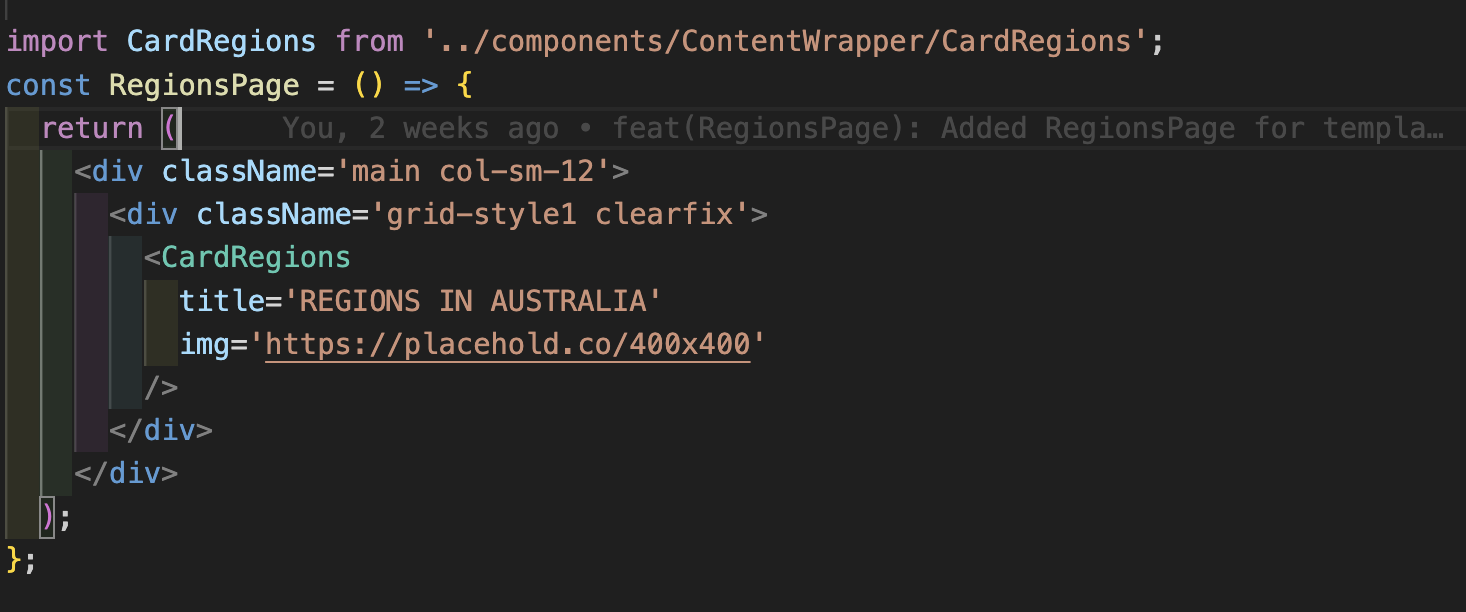 import CardRegions from '../components/ContentWrapper/CardRegions';
const RegionsPage = () => {
  return (        You, 2 weeks ago • feat(RegionsPage): Added RegionsPage for templa…
    <div className='main col-sm-12'>
      <div className='grid-style1 clearfix'>
        <CardRegions
          title='REGIONS IN AUSTRALIA'
          img='https://placehold.co/400x400'
        />
      </div>
    </div>
  );
};